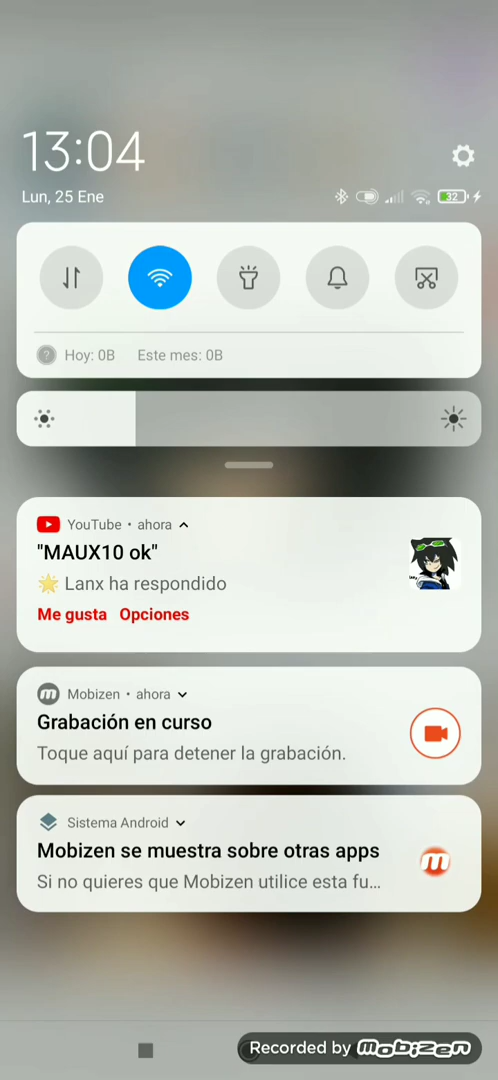 13:04
Lun, 25 Ene
32
Hoy: 0B Este mes: 0B
YouTube • ahora
"MAUX10 ok"
🌟 Lanx ha respondido
Me gusta Opciones
Mobizen • ahora
Grabación en curso
Toque aquí para detener la grabación.
Sistema Android
Mobizen se muestra sobre otras apps
Si no quieres que Mobizen utilice esta fu...
Recorded by mobizen